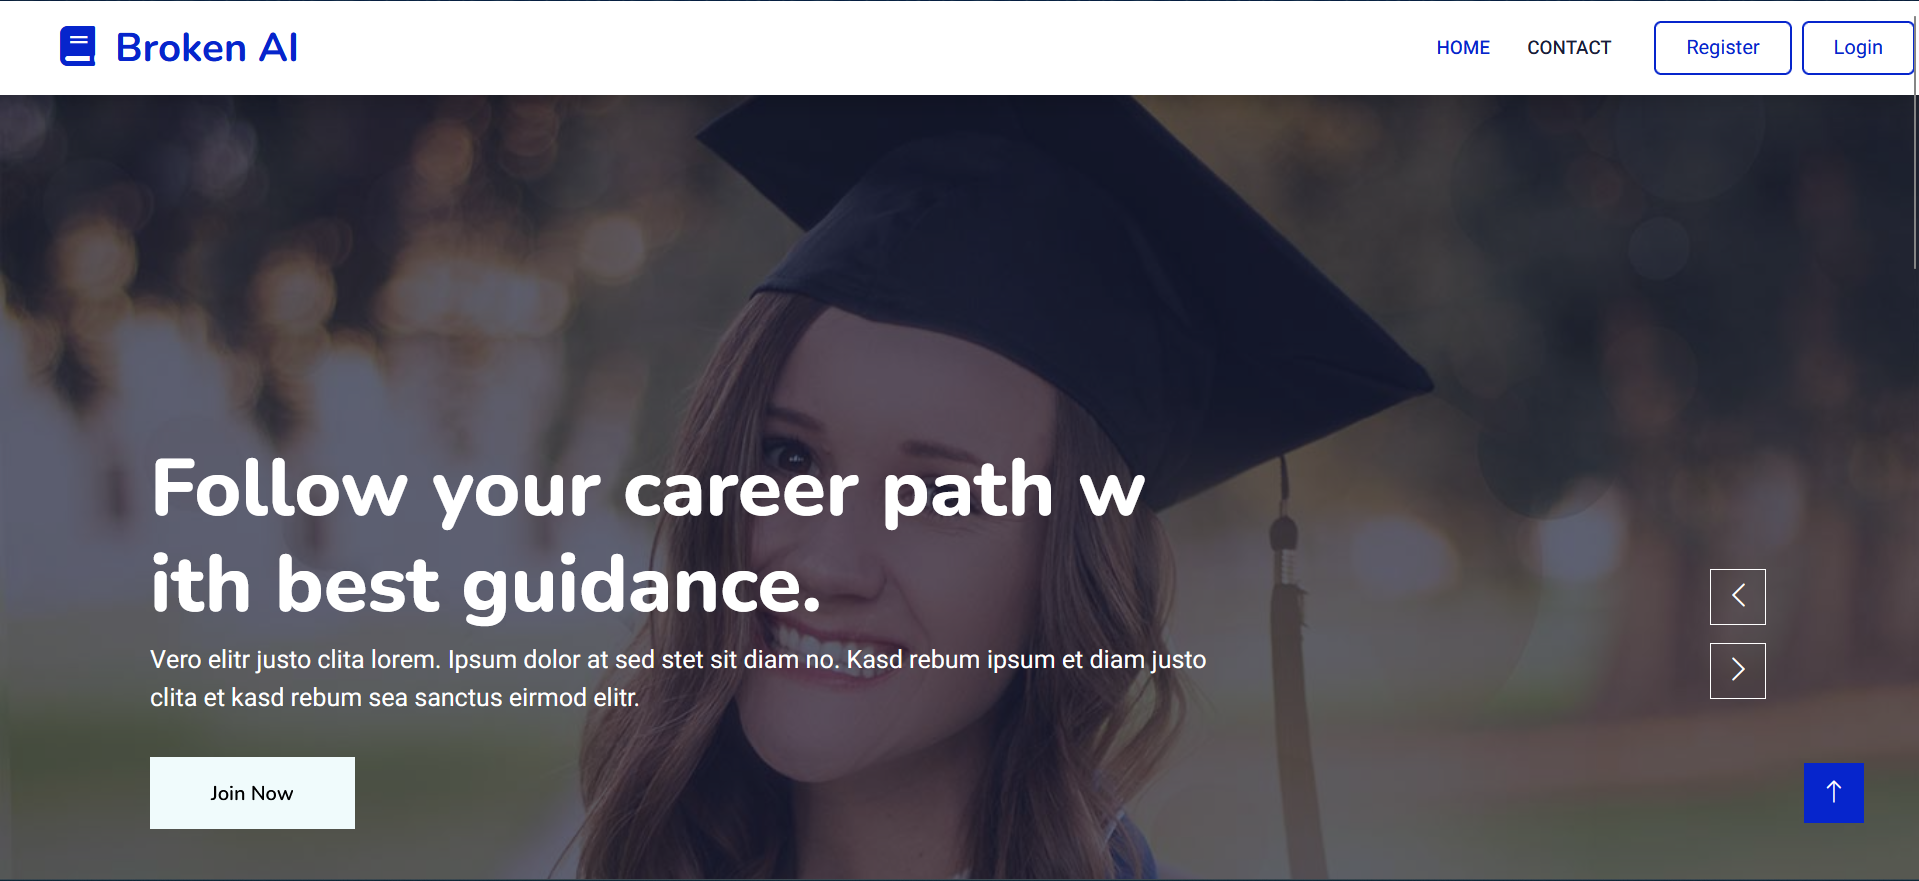 Broken AI
HOME
CONTACT
Register
Login
Follow your career path w
ith best guidance.
Vero elitr justo clita lorem. Ipsum dolor at sed stet sit diam no. Kasd rebum ipsum et diam justo
clita et kasd rebum sea sanctus eirmod elitr.
Join Now